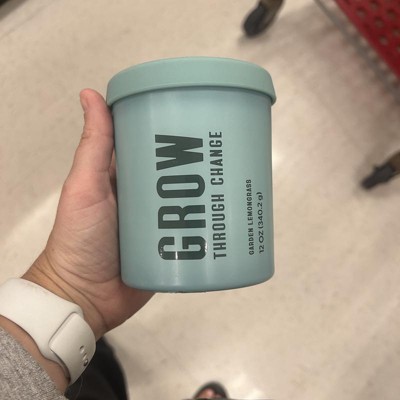 GROW
THROUGH CHANGE
GARDEN LEMONGRASS
12 OZ (340.2 g)